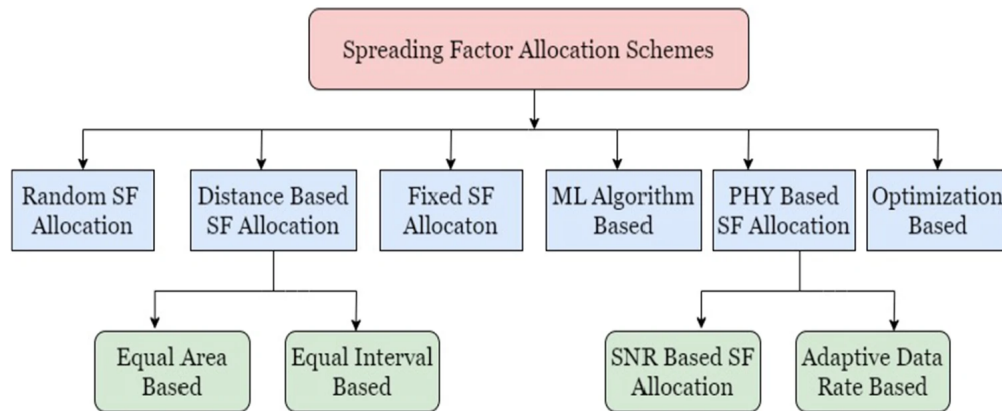 Spreading Factor Allocation Schemes
Random SF
Allocation
Distance Based
SF Allocation
Fixed SF
Allocaton
ML Algorithm
Based
PHY Based
SF Allocation
Optimization
Based
Equal Area
Based
Equal Interval
Based
SNR Based SF
Allocation
Adaptive Data
Rate Based